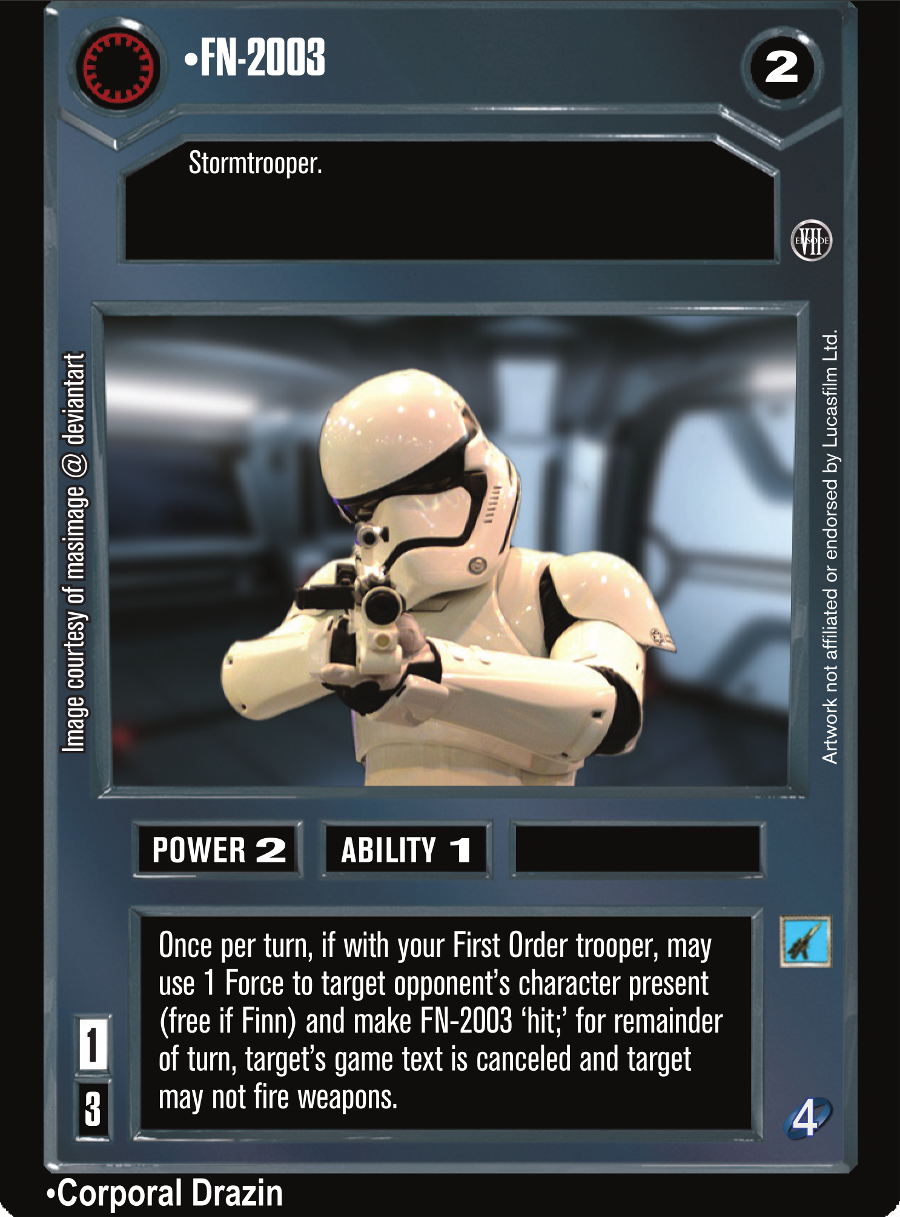 •FN-2003
2
Stormtrooper.
EPISODE
VII
Image courtesy of masimage @ deviantart
Artwork not affiliated or endorsed by Lucasfilm Ltd.
POWER 2
ABILITY 1
Once per turn, if with your First Order trooper, may
use 1 Force to target opponent’s character present
(free if Finn) and make FN-2003 ‘hit;’ for remainder
of turn, target’s game text is canceled and target
may not fire weapons.
1
3
4
•Corporal Drazin